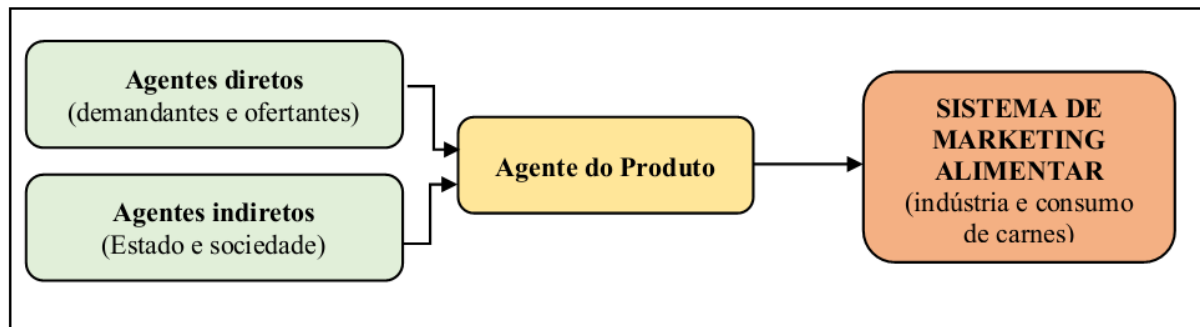 Agentes diretos
(demandantes e ofertantes)
Agentes indiretos
(Estado e sociedade)
Agente do Produto
SISTEMA DE
MARKETING
ALIMENTAR
(indústria e consumo
de carnes)